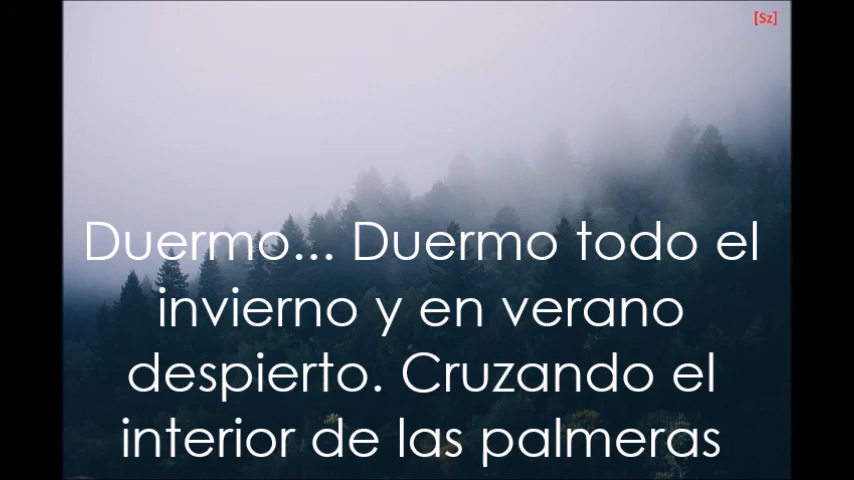 [Sz]
Duermo... Duermo todo el
invierno y en verano
despierto. Cruzando el
interior de las palmeras